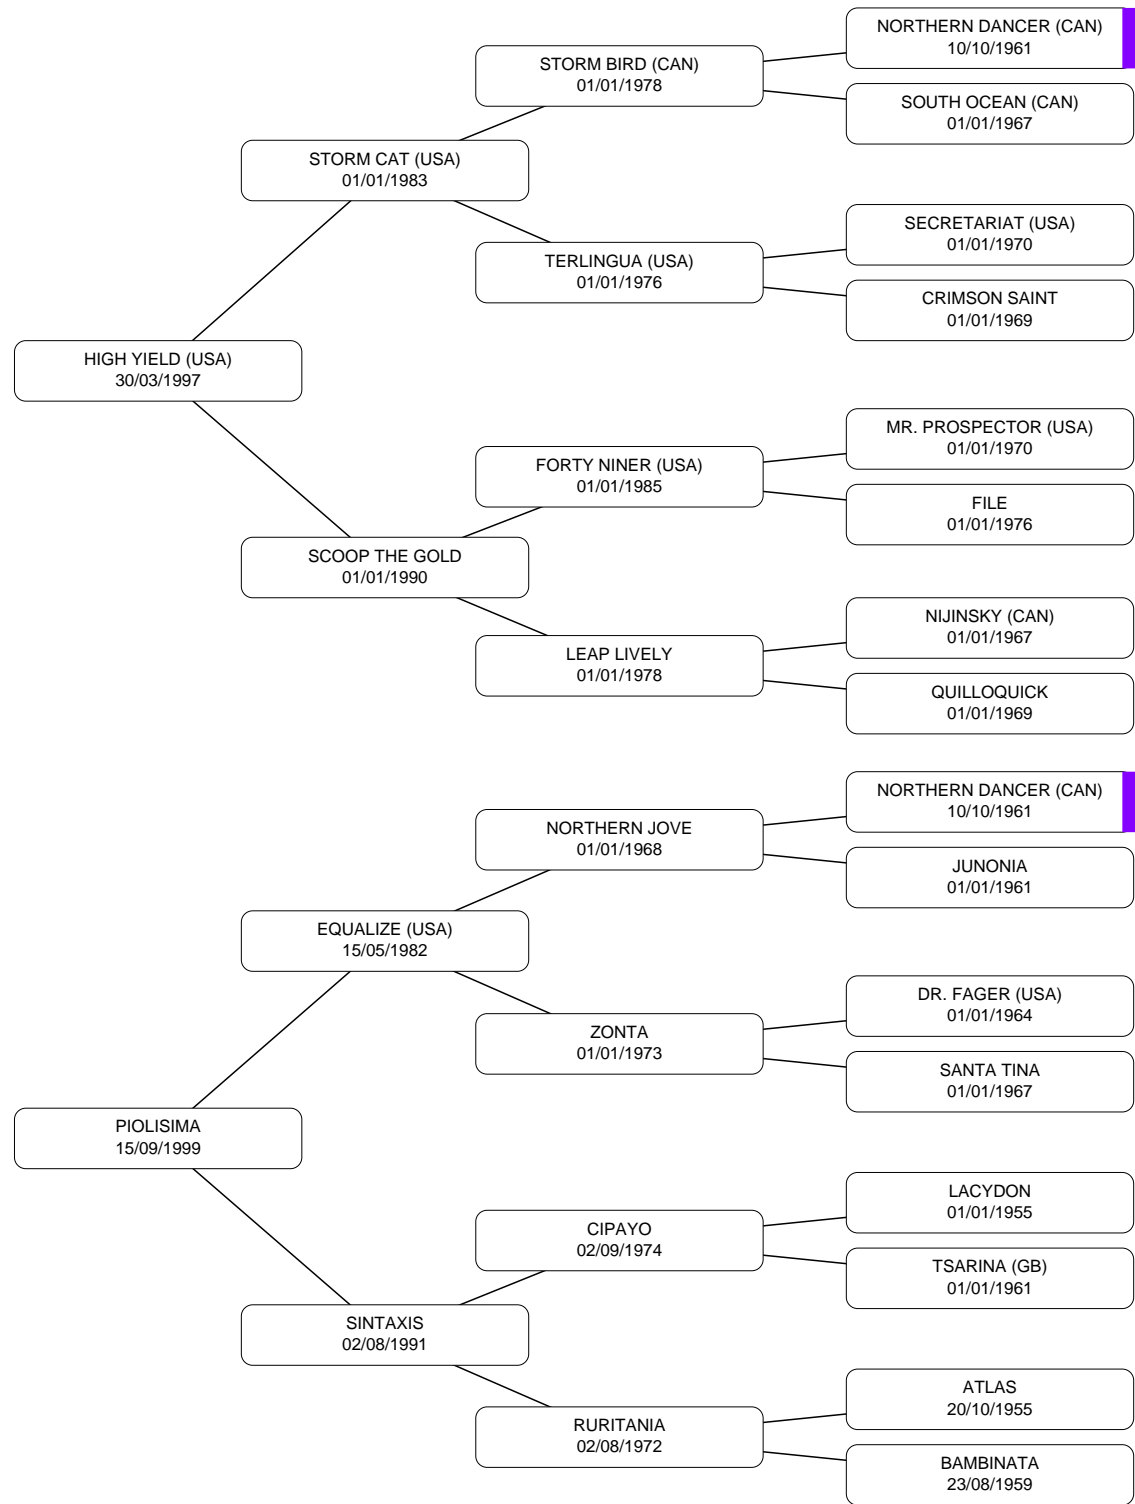 NORTHERN DANCER (CAN)
10/10/1961
STORM BIRD (CAN)
01/01/1978
SOUTH OCEAN (CAN)
01/01/1967
STORM CAT (USA)
01/01/1983
SECRETARIAT (USA)
01/01/1970
TERLINGUA (USA)
01/01/1976
CRIMSON SAINT
01/01/1969
HIGH YIELD (USA)
30/03/1997
MR. PROSPECTOR (USA)
01/01/1970
FORTY NINER (USA)
01/01/1985
FILE
01/01/1976
SCOOP THE GOLD
01/01/1990
NIJINSKY (CAN)
01/01/1967
LEAP LIVELY
01/01/1978
QUILLOQUICK
01/01/1969
NORTHERN DANCER (CAN)
10/10/1961
NORTHERN JOVE
01/01/1968
JUNONIA
01/01/1961
EQUALIZE (USA)
15/05/1982
DR. FAGER (USA)
01/01/1964
ZONTA
01/01/1973
SANTA TINA
01/01/1967
PIOLISIMA
15/09/1999
LACYDON
01/01/1955
CIPAYO
02/09/1974
TSARINA (GB)
01/01/1961
SINTAXIS
02/08/1991
ATLAS
20/10/1955
RURITANIA
02/08/1972
BAMBINATA
23/08/1959